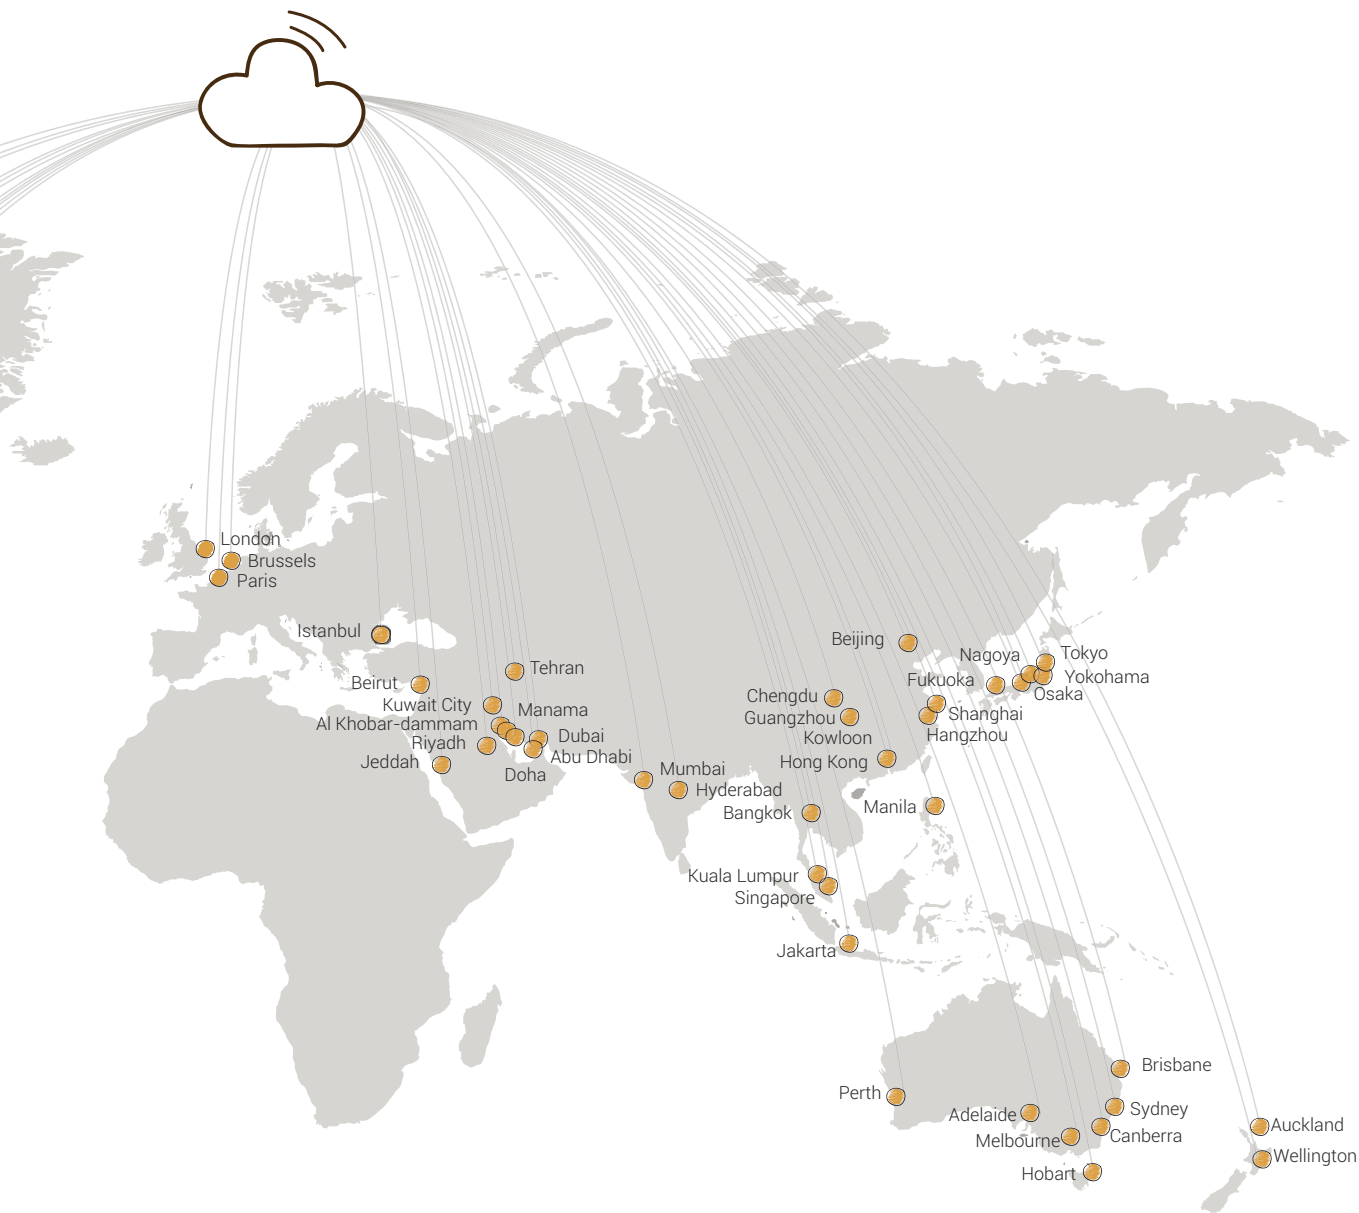 London
Brussels
Paris
Istanbul
Beirut
Tehran
Kuwait City
Manama
Al Khobar-dammam
Riyadh
Dubai
Abu Dhabi
Jeddah
Doha
Mumbai
Hyderabad
Beijing
Nagoya
Tokyo
Fukuoka
Yokohama
Osaka
Chengdu
Guangzhou
Shanghai
Kowloon
Hangzhou
Hong Kong
Bangkok
Manila
Kuala Lumpur
Singapore
Jakarta
Brisbane
Perth
Adelaide
Sydney
Melbourne
Canberra
Hobart
Auckland
Wellington